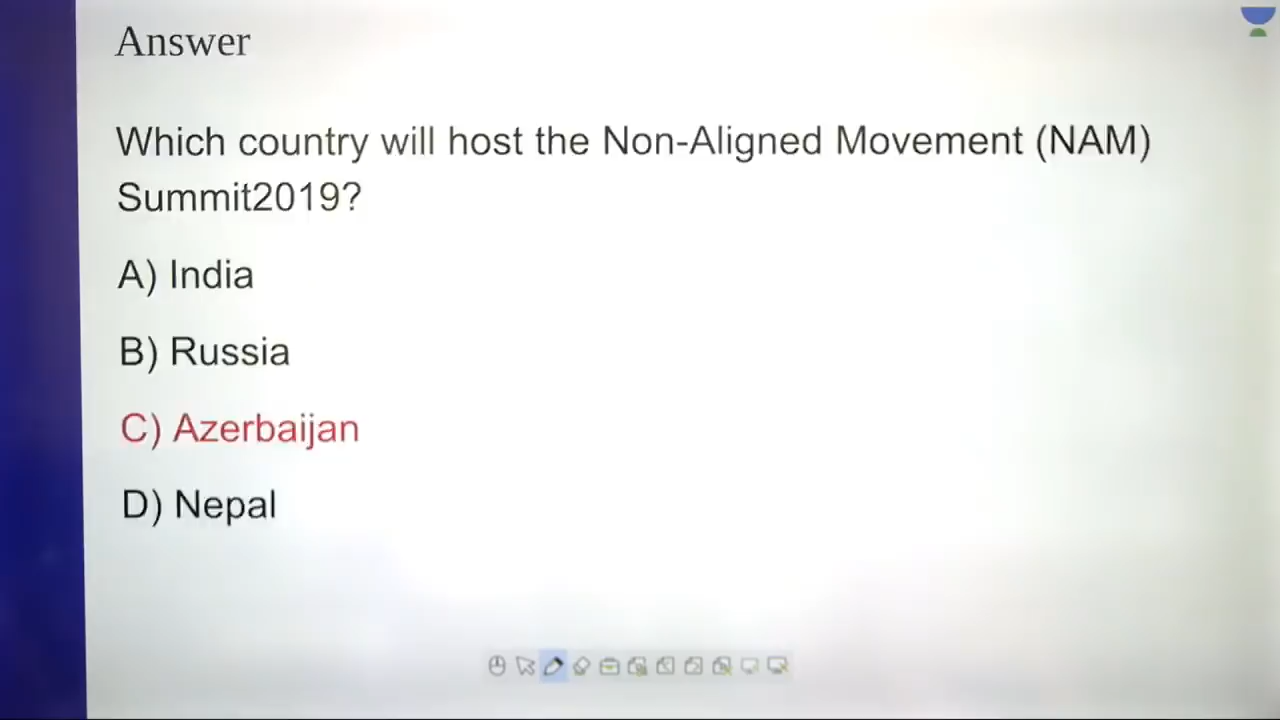 Answer
Which country will host the Non-Aligned Movement (NAM)
Summit2019?
A) India
B) Russia
C) Azerbaijan
D) Nepal